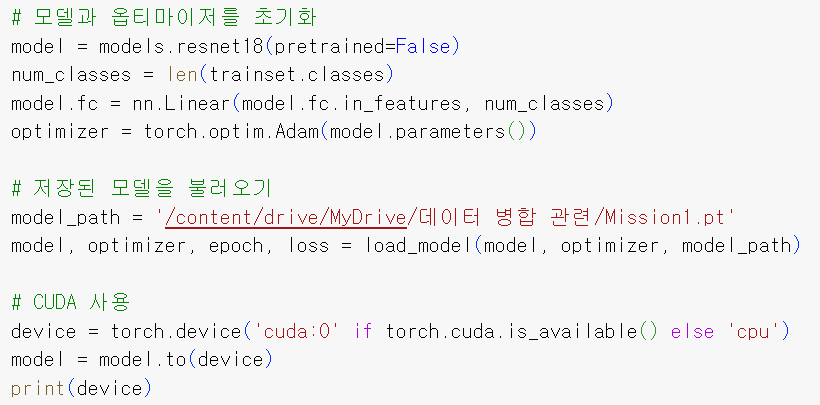 # 모델과 옵티마이저를 초기화
model = models.resnet18(pretrained=False)
num_classes = len(trainset.classes)
model.fc = nn.Linear(model.fc.in_features, num_classes)
optimizer = torch.optim.Adam(model.parameters())
# 저장된 모델을 불러오기
model_path = '/content/drive/MyDrive/데이터 병합 관련/Mission1.pt'
model, optimizer, epoch, loss = load_model(model, optimizer, model_path)
# CUDA 사용
device = torch.device('cuda:0' if torch.cuda.is_available() else 'cpu')
model = model.to(device)
print(device)